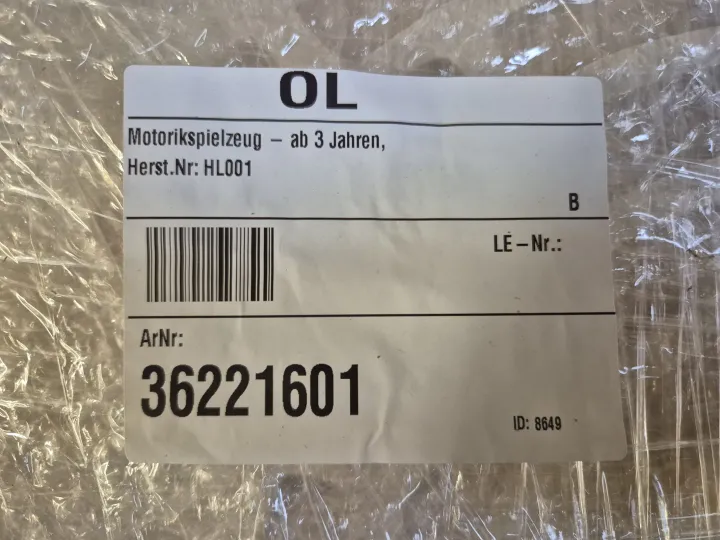 OL
Motorikspielzeug – ab 3 Jahren,
Herst.Nr: HL001
B
LE–Nr.:
ArNr:
36221601
ID: 8649